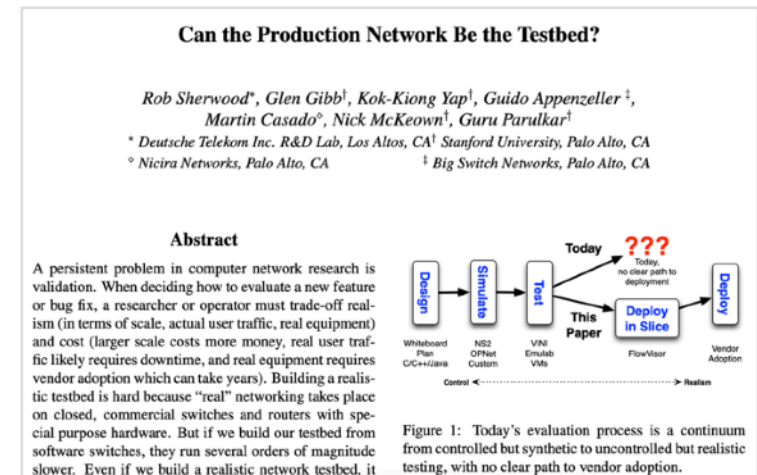 Can the Production Network Be the Testbed?
Rob Sherwood*, Glen Gibb†, Kok-Kiong Yap†, Guido Appenzeller ‡,
Martin Casado⋄, Nick McKeown†, Guru Parulkar†
* Deutsche Telekom Inc. R&D Lab, Los Altos, CA† Stanford University, Palo Alto, CA
⋄ Nicira Networks, Palo Alto, CA ‡ Big Switch Networks, Palo Alto, CA
Abstract
A persistent problem in computer network research is
validation. When deciding how to evaluate a new feature
or bug fix, a researcher or operator must trade-off real-
ism (in terms of scale, actual user traffic, real equipment)
and cost (larger scale costs more money, real user traf-
fic likely requires downtime, and real equipment requires
vendor adoption which can take years). Building a realis-
tic testbed is hard because “real” networking takes place
on closed, commercial switches and routers with spe-
cial purpose hardware. But if we build our testbed from
software switches, they run several orders of magnitude
slower. Even if we build a realistic network testbed, it
Design
Simulate
Test
Today
???
Today,
no clear path to
deployment
This
Paper
Deploy
in Slice
Deploy
Whiteboard
Plan
C/C++/Java
NS2
OPNet
Custom
VINI
Emulab
VMs
FlowVisor
Vendor
Adoption
Control
Realism
Figure 1: Today’s evaluation process is a continuum
from controlled but synthetic to uncontrolled but realistic
testing, with no clear path to vendor adoption.